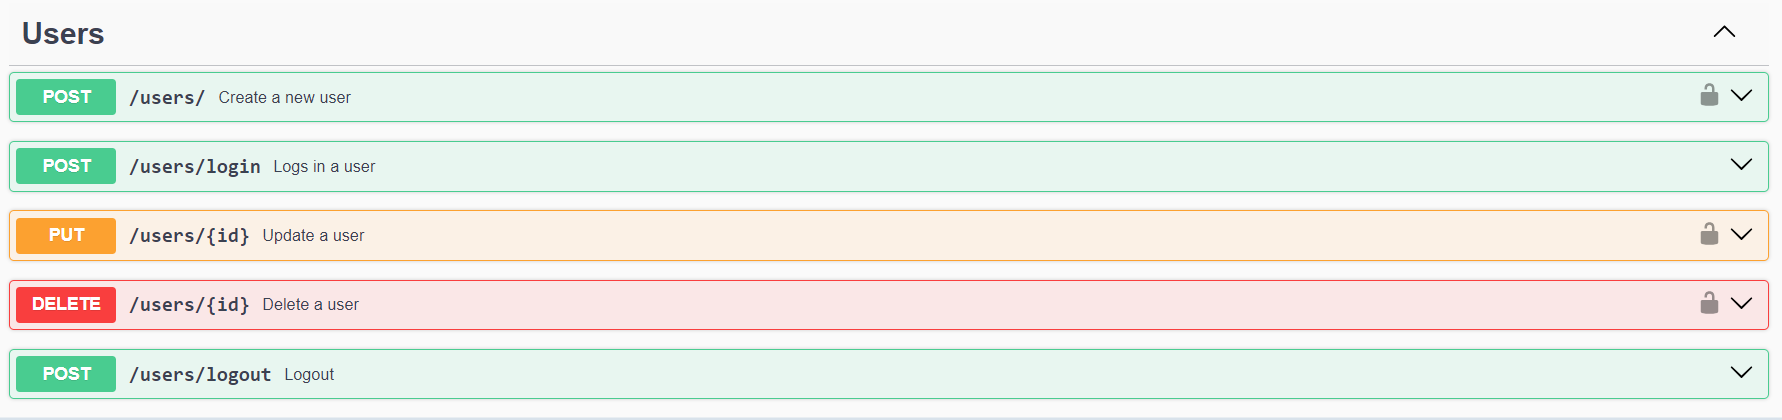 Users
POST /users/ Create a new user
POST /users/login Logs in a user
PUT /users/{id} Update a user
DELETE /users/{id} Delete a user
POST /users/logout Logout